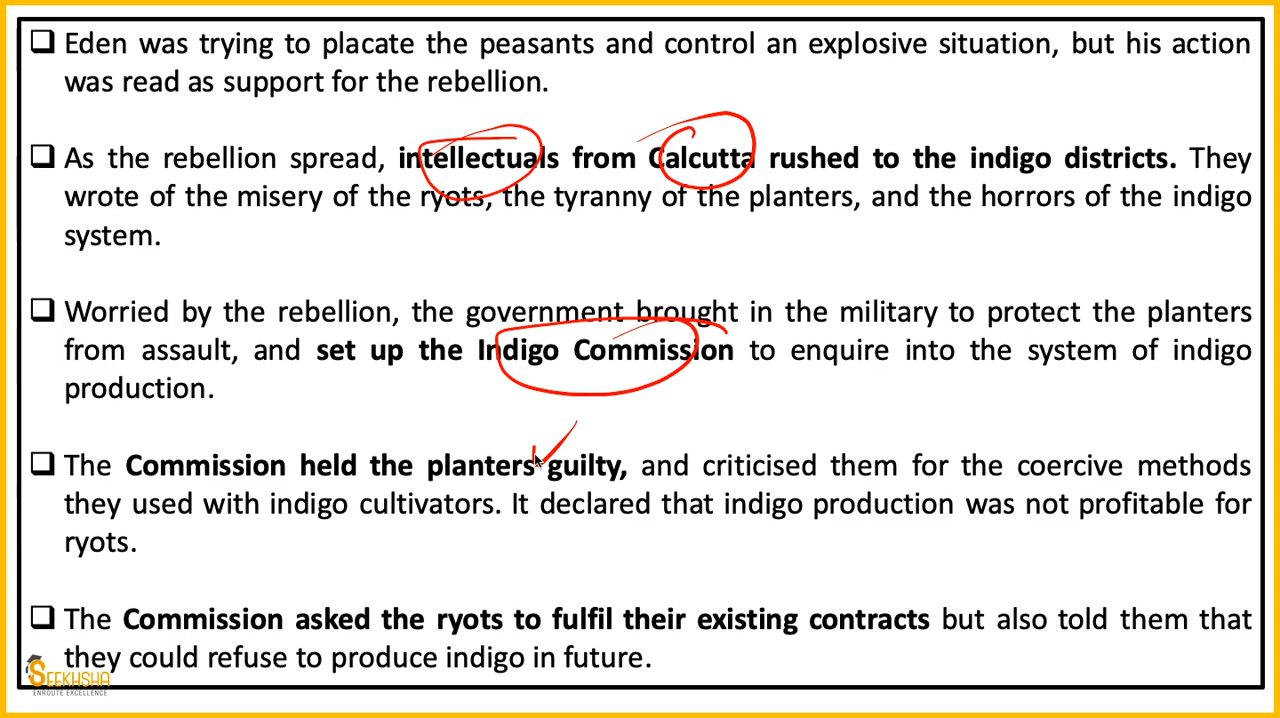 ❑ Eden was trying to placate the peasants and control an explosive situation, but his action
was read as support for the rebellion.
❑ As the rebellion spread, intellectuals from Calcutta rushed to the indigo districts. They
wrote of the misery of the ryots, the tyranny of the planters, and the horrors of the indigo
system.
❑ Worried by the rebellion, the government brought in the military to protect the planters
from assault, and set up the Indigo Commission to enquire into the system of indigo
production.
❑ The Commission held the planters guilty, and criticised them for the coercive methods
they used with indigo cultivators. It declared that indigo production was not profitable for
ryots.
❑ The Commission asked the ryots to fulfil their existing contracts but also told them that
they could refuse to produce indigo in future.
SEEKHSHA
ENROUTE EXCELLENCE